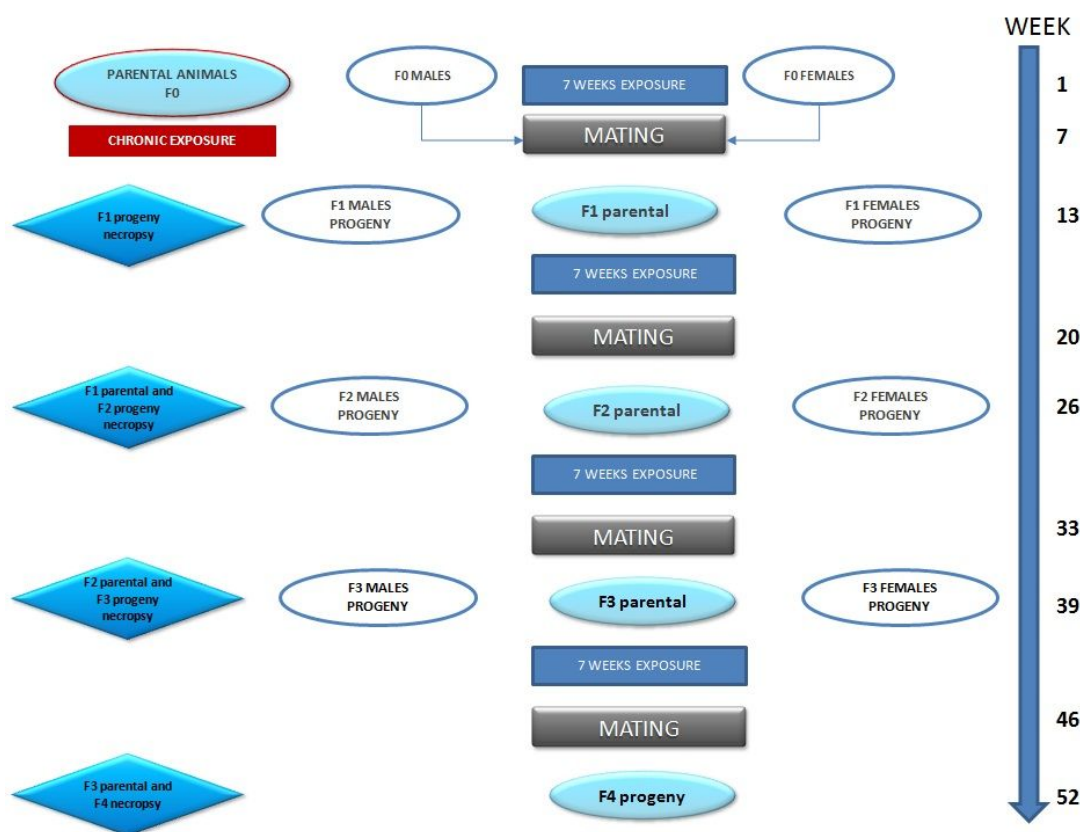 WEEK
PARENTAL ANIMALS
F0
F0 MALES
7 WEEKS EXPOSURE
F0 FEMALES
1
CHRONIC EXPOSURE
MATING
7
F1 progeny
necropsy
F1 MALES
PROGENY
F1 parental
F1 FEMALES
PROGENY
13
7 WEEKS EXPOSURE
MATING
20
F1 parental and
F2 progeny
necropsy
F2 MALES
PROGENY
F2 parental
F2 FEMALES
PROGENY
26
7 WEEKS EXPOSURE
MATING
33
F2 parental and
F3 progeny
necropsy
F3 MALES
PROGENY
F3 parental
F3 FEMALES
PROGENY
39
7 WEEKS EXPOSURE
MATING
46
F3 parental and
F4 necropsy
F4 progeny
52